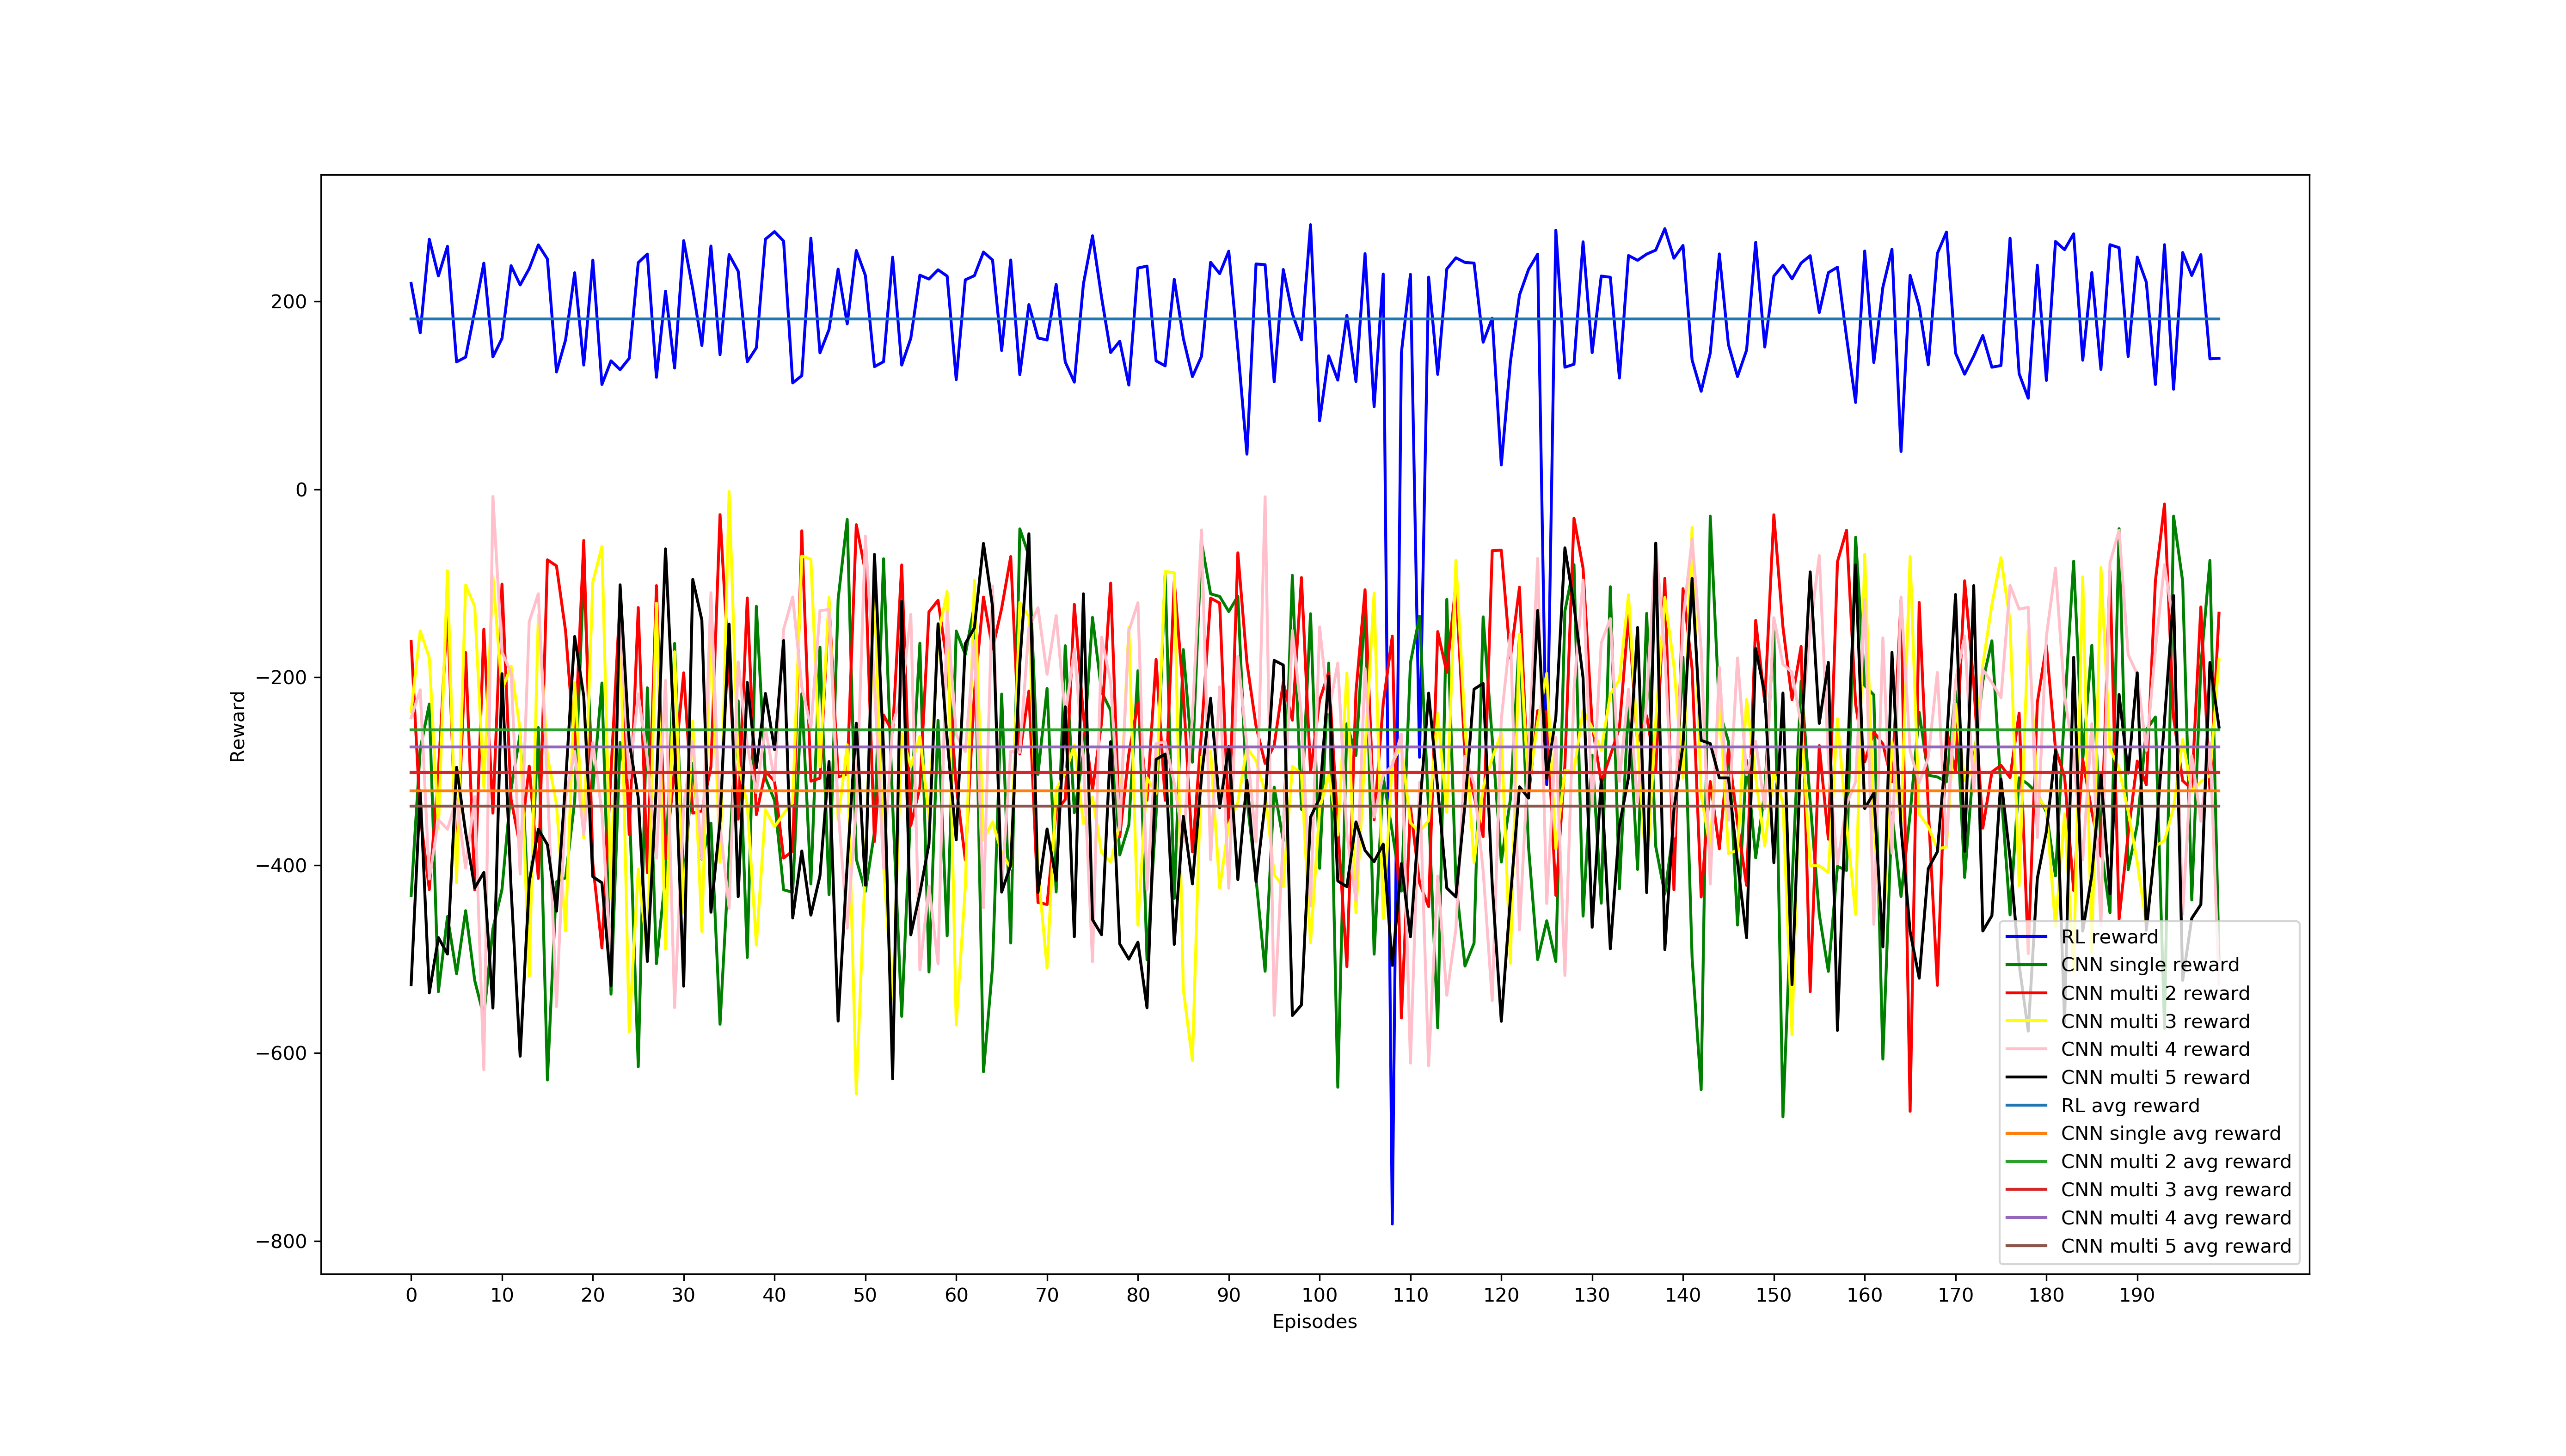 200
0
−200
−400
−600
−800
Reward
0 10 20 30 40 50 60 70 80 90 100 110 120 130 140 150 160 170 180 190
Episodes
RL reward
CNN single reward
CNN multi 2 reward
CNN multi 3 reward
CNN multi 4 reward
CNN multi 5 reward
RL avg reward
CNN single avg reward
CNN multi 2 avg reward
CNN multi 3 avg reward
CNN multi 4 avg reward
CNN multi 5 avg reward